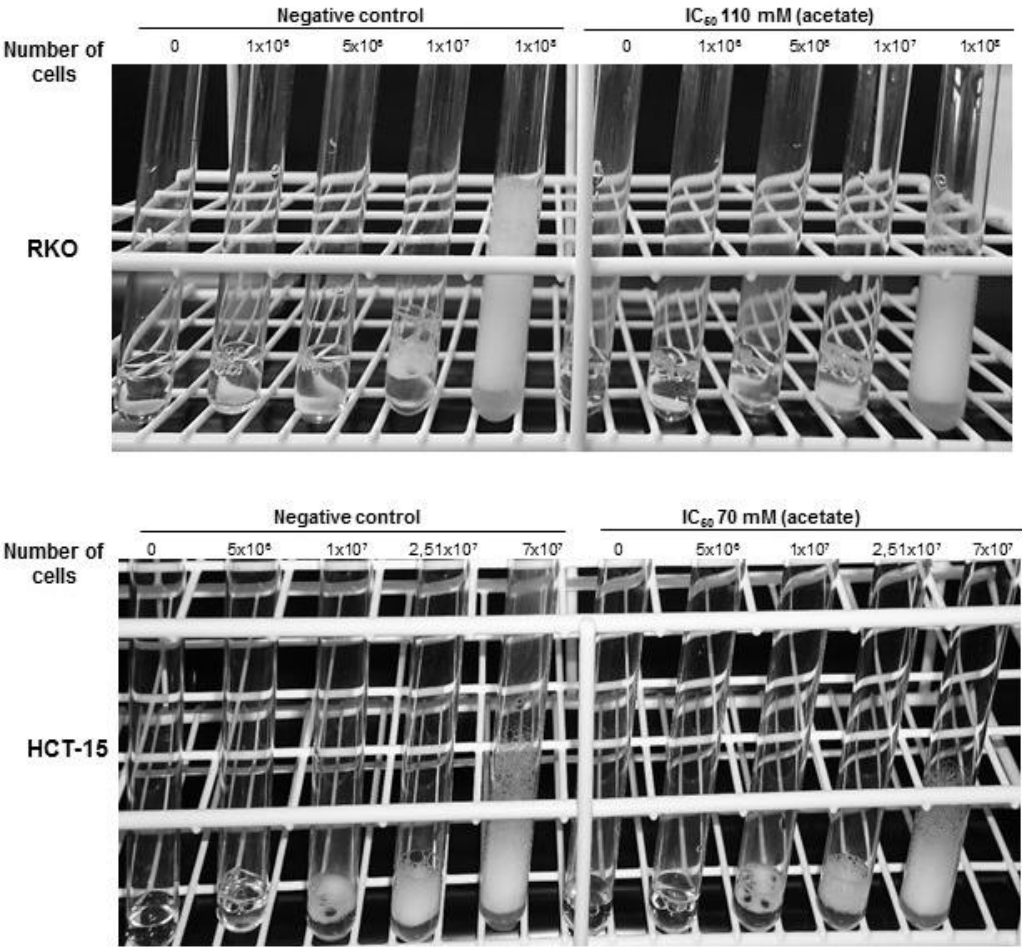 Negative control IC₅₀ 110 mM (acetate)
Number of cells 0 1x10⁶ 5x10⁶ 1x10⁷ 1x10⁸ 0 1x10⁶ 5x10⁶ 1x10⁷ 1x10⁸
RKO
Negative control IC₅₀ 70 mM (acetate)
Number of cells 0 5x10⁶ 1x10⁷ 2,51x10⁷ 7x10⁷ 0 5x10⁶ 1x10⁷ 2,51x10⁷ 7x10⁷
HCT-15